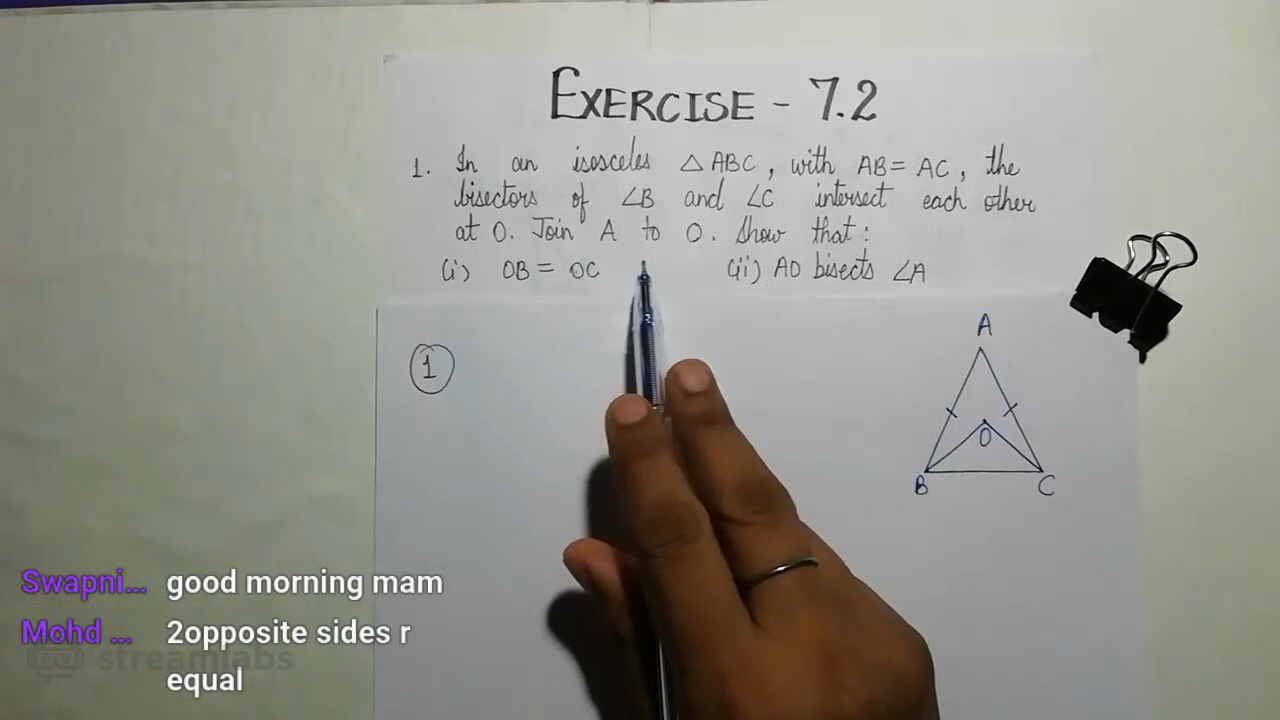 EXERCISE - 7.2
1. In an isosceles △ ABC, with AB = AC, the
bisectors of ∠B and ∠C intersect each other
at O. Join A to O. Show that:
(i) OB = OC (ii) AO bisects ∠A
1
A
O
B C
Swapni... good morning mam
Mohd ... 2opposite sides r
equal
streamlabs